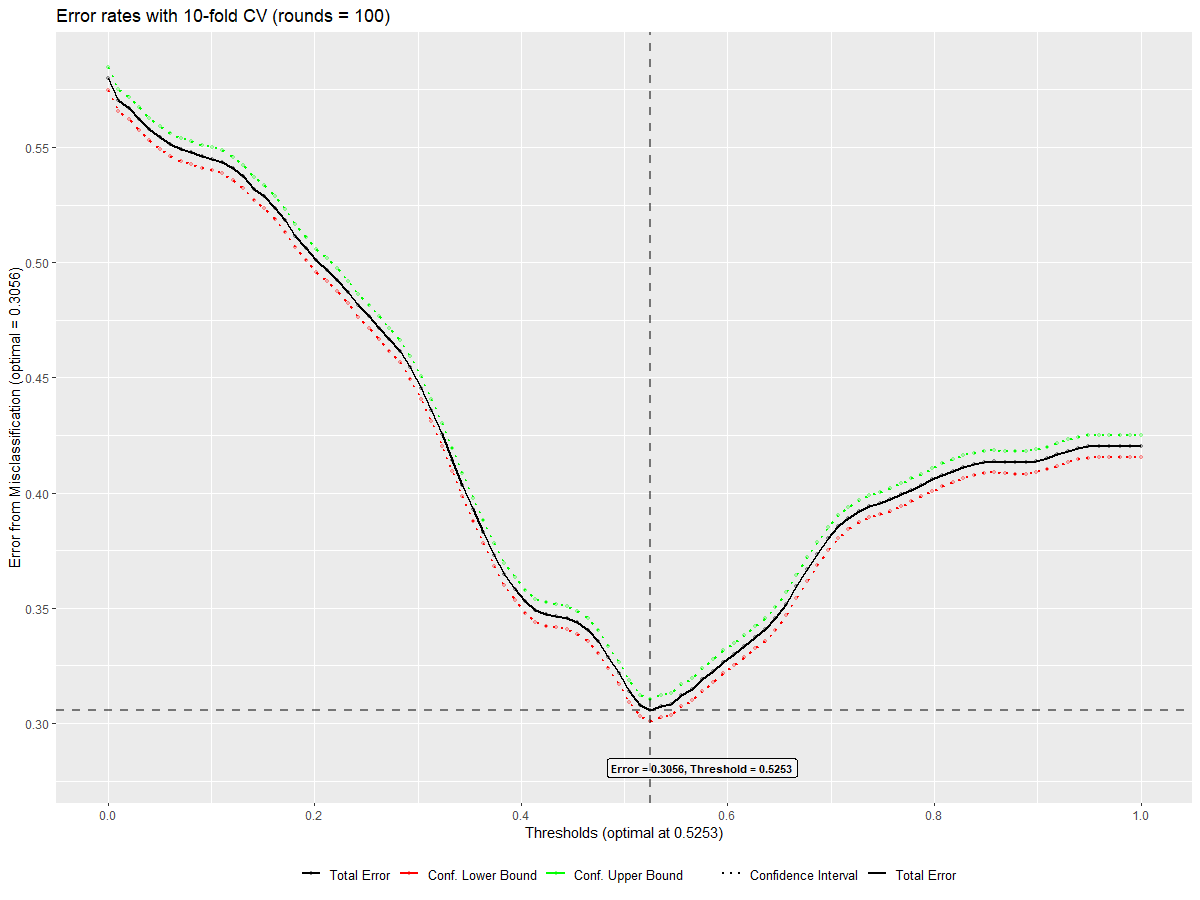 Error rates with 10-fold CV (rounds = 100)
Error from Misclassification (optimal = 0.3056)
0.55
0.50
0.45
0.40
0.35
0.30
Error = 0.3056, Threshold = 0.5253
0.0 0.2 0.4 0.6 0.8 1.0
Thresholds (optimal at 0.5253)
Total Error Conf. Lower Bound Conf. Upper Bound Confidence Interval Total Error